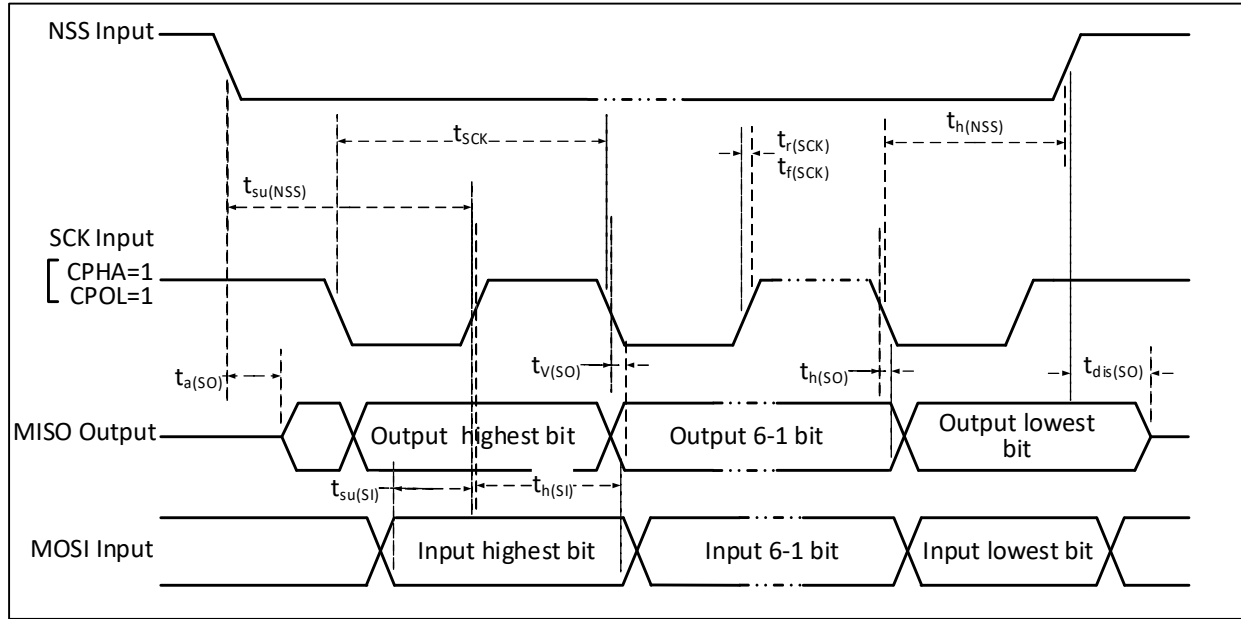 NSS Input
t_SCK
t_r(SCK)
t_f(SCK)
t_h(NSS)
t_su(NSS)
SCK Input
CPHA=1
CPOL=1
t_a(SO)
t_V(SO)
t_h(SO)
t_dis(SO)
MISO Output
Output highest bit
Output 6-1 bit
Output lowest
bit
t_su(SI)
t_h(SI)
MOSI Input
Input highest bit
Input 6-1 bit
Input lowest bit